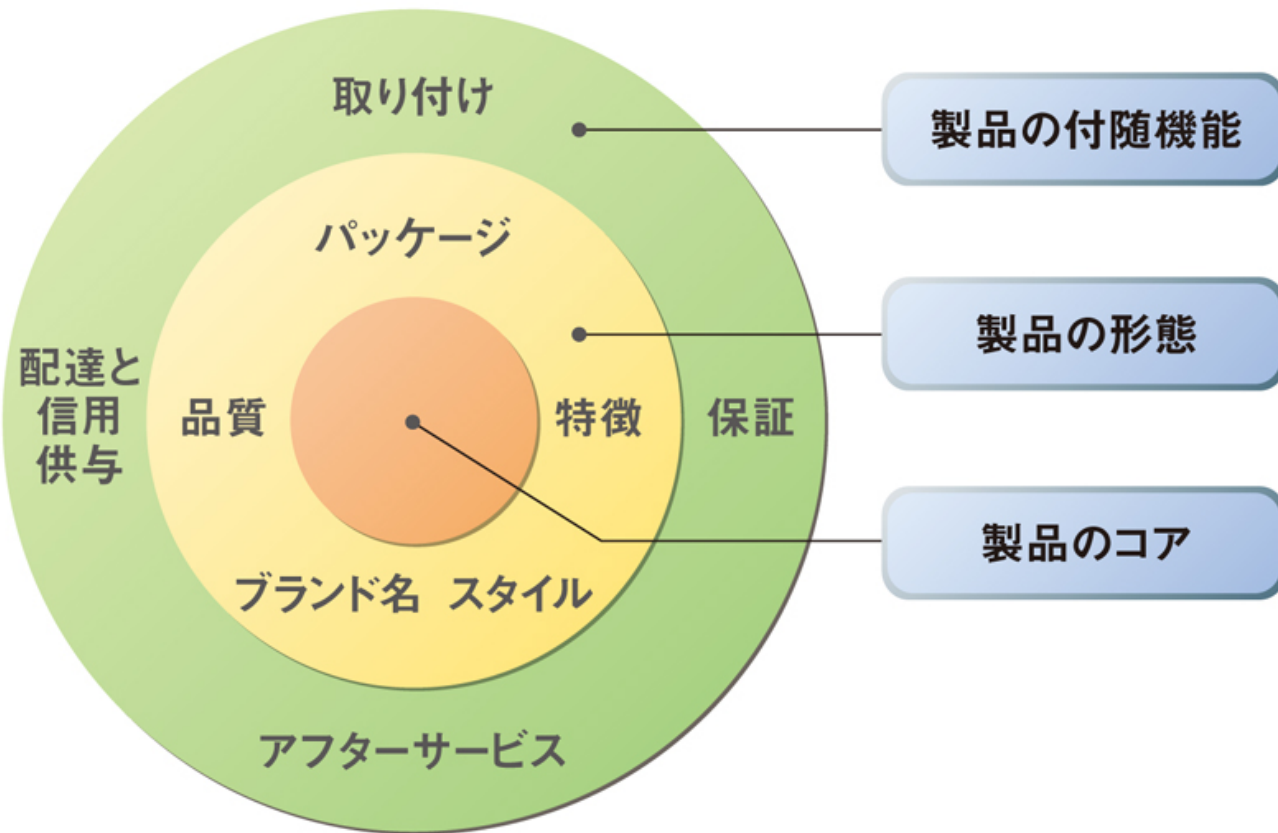 取り付け
製品の付随機能
パッケージ
製品の形態
配達と
信用
供与
品質
特徴
保証
製品のコア
ブランド名 スタイル
アフターサービス